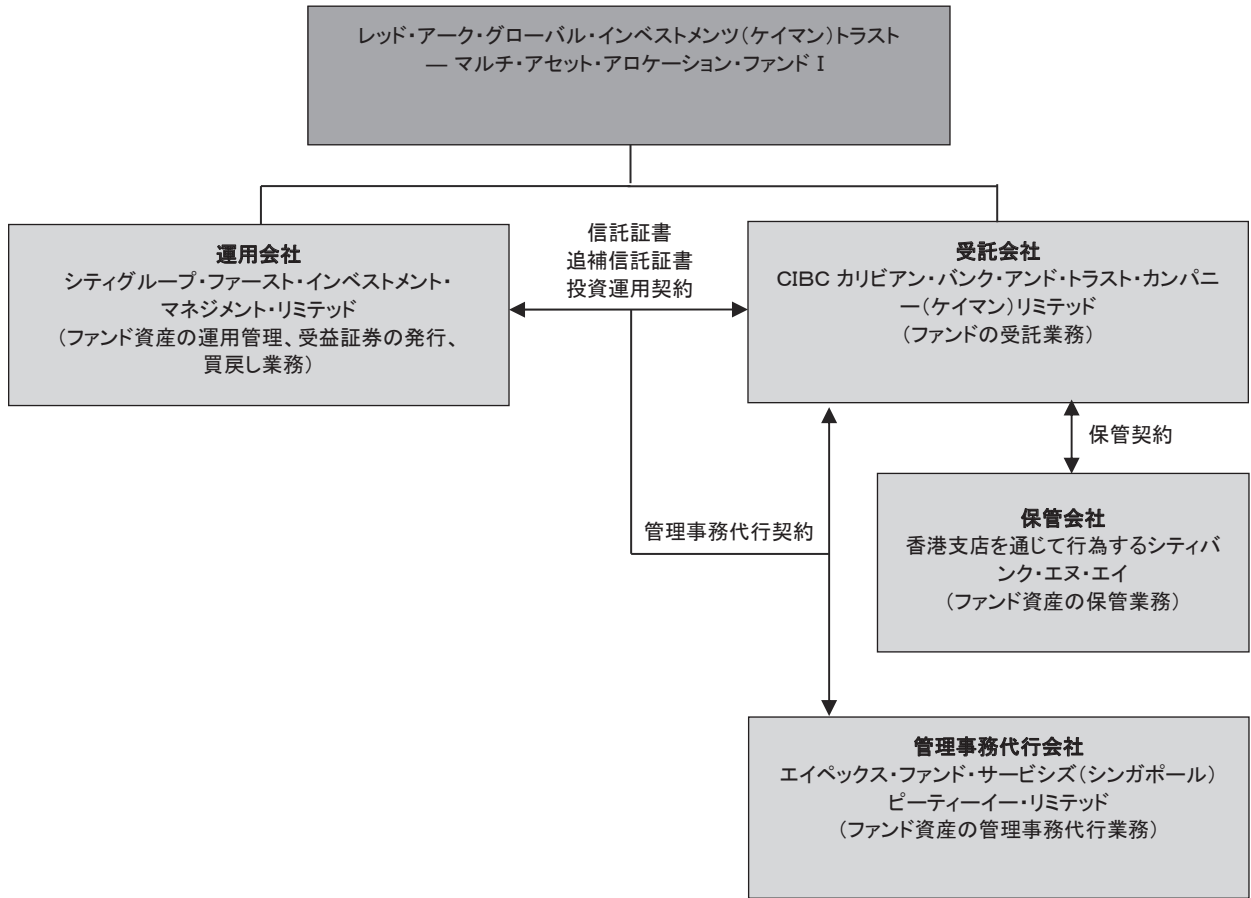 レッド・アーク・グローバル・インベストメンツ（ケイマン）トラスト
― マルチ・アセット・アロケーション・ファンド I
運用会社
シティグループ・ファースト・インベストメント・
マネジメント・リミテッド
（ファンド資産の運用管理、受益証券の発行、
買戻し業務）
信託証書
追補信託証書
投資運用契約
受託会社
CIBC カリビアン・バンク・アンド・トラスト・カンパニ
ー（ケイマン）リミテッド
（ファンドの受託業務）
保管契約
管理事務代行契約
保管会社
香港支店を通じて行為するシティバ
ンク・エヌ・エイ
（ファンド資産の保管業務）
管理事務代行会社
エイペックス・ファンド・サービシズ（シンガポール）
ピーティーイー・リミテッド
（ファンド資産の管理事務代行業務）